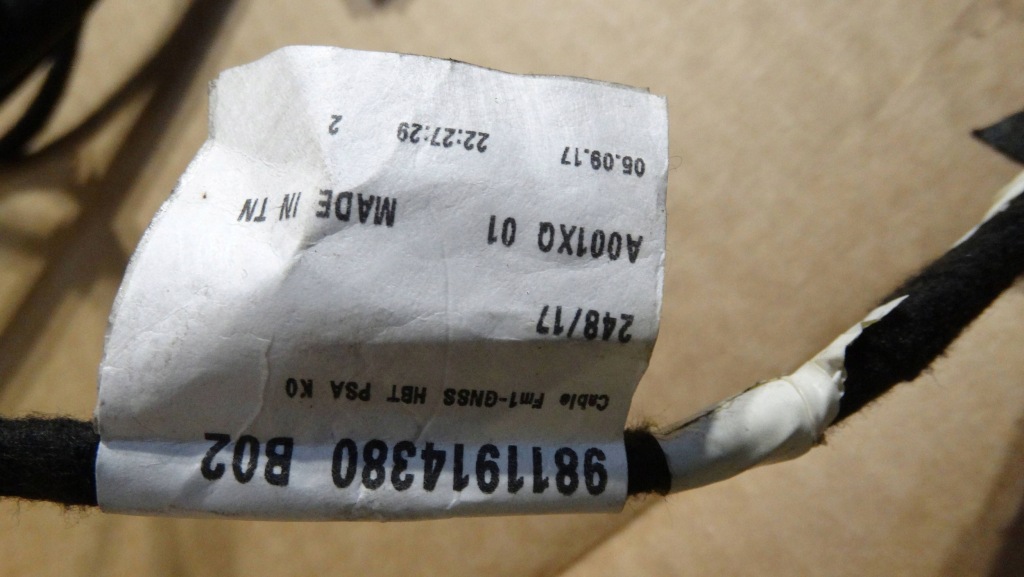 9811914380 B02
Cable Fm1-GNSS HBT PSA K0
248/17
A001XQ 01 MADE IN TN
05.09.17 22:27:29 2